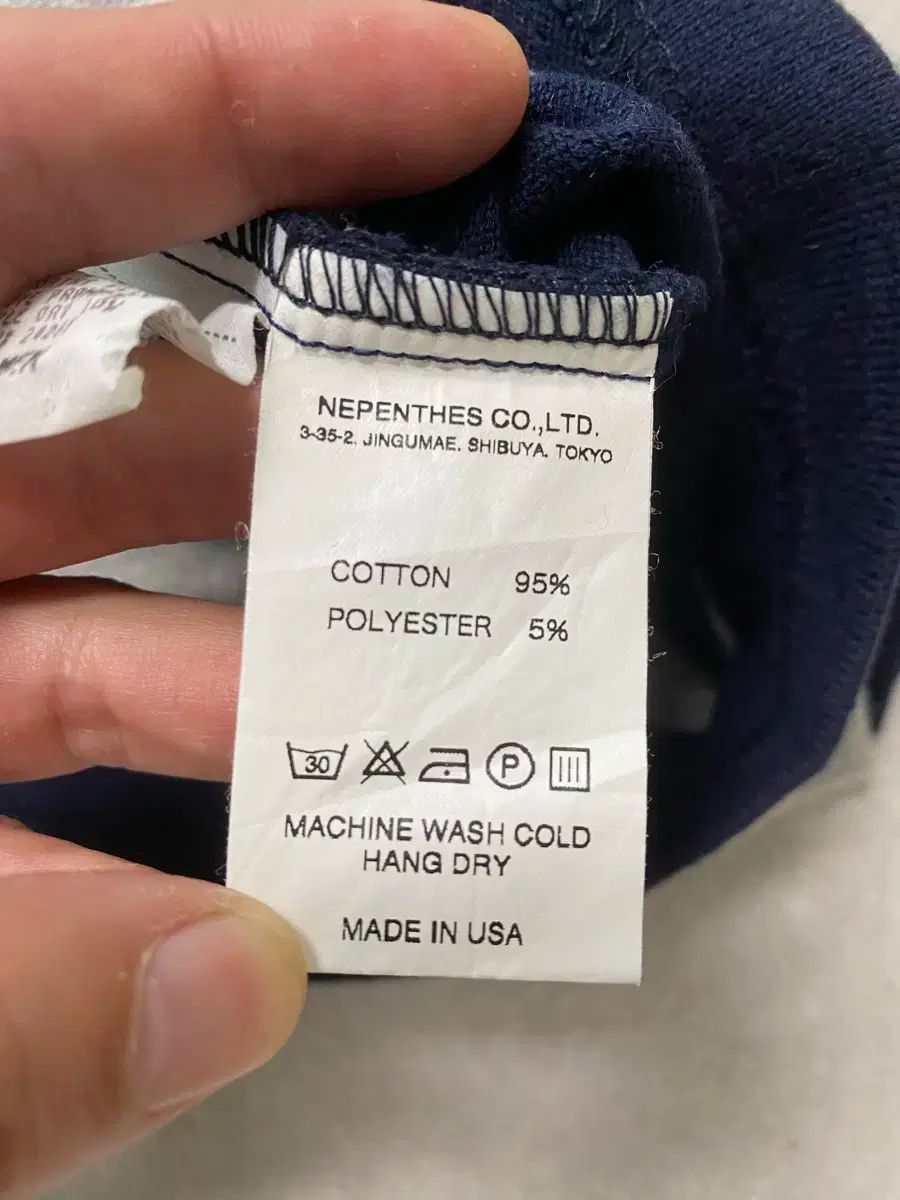 NEPENTHES CO.,LTD.
3-35-2. JINGUMAE. SHIBUYA. TOKYO
COTTON 95%
POLYESTER 5%
30
P
MACHINE WASH COLD
HANG DRY
MADE IN USA
DRY